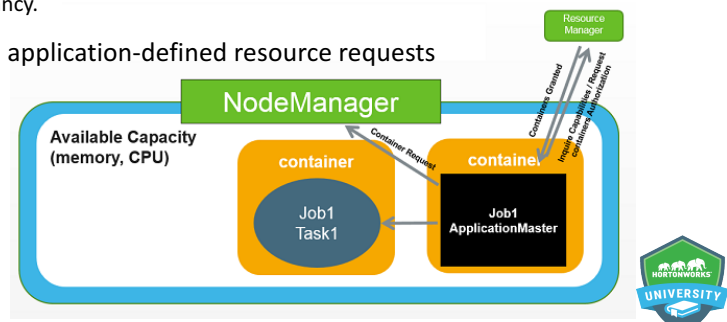 ncy.
Resource
Manager
application-defined resource requests
NodeManager
Containers Granted
Inquire Capabilities / Request
containers Authorization
Available Capacity
(memory, CPU)
Container Request
container
container
Job1
Task1
Job1
ApplicationMaster
HORTONWORKS
UNIVERSITY